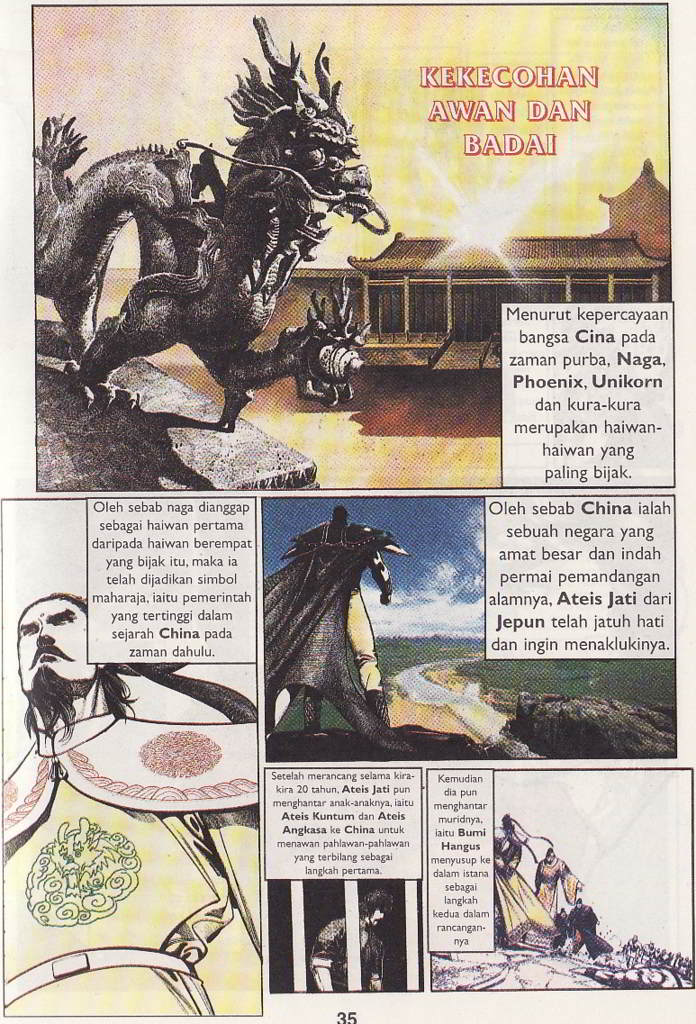 KEKECOHAN
AWAN DAN
BADAI
Menurut kepercayaan
bangsa Cina pada
zaman purba, Naga,
Phoenix, Unikorn
dan kura-kura
merupakan haiwan-
haiwan yang
paling bijak.
Oleh sebab naga dianggap
sebagai haiwan pertama
daripada haiwan berempat
yang bijak itu, maka ia
telah dijadikan simbol
maharaja, iaitu pemerintah
yang tertinggi dalam
sejarah China pada
zaman dahulu.
Oleh sebab China ialah
sebuah negara yang
amat besar dan indah
permai pemandangan
alamnya, Ateis Jati dari
Jepun telah jatuh hati
dan ingin menaklukinya.
Setelah merancang selama kira-
kira 20 tahun, Ateis Jati pun
menghantar anak-anaknya, iaitu
Ateis Kuntum dan Ateis
Angkasa ke China untuk
menawan pahlawan-pahlawan
yang terbilang sebagai
langkah pertama.
Kemudian
dia pun
menghantar
muridnya,
iaitu Bumi
Hangus
menyusup ke
dalam istana
sebagai
langkah
kedua dalam
rancangan-
nya
35